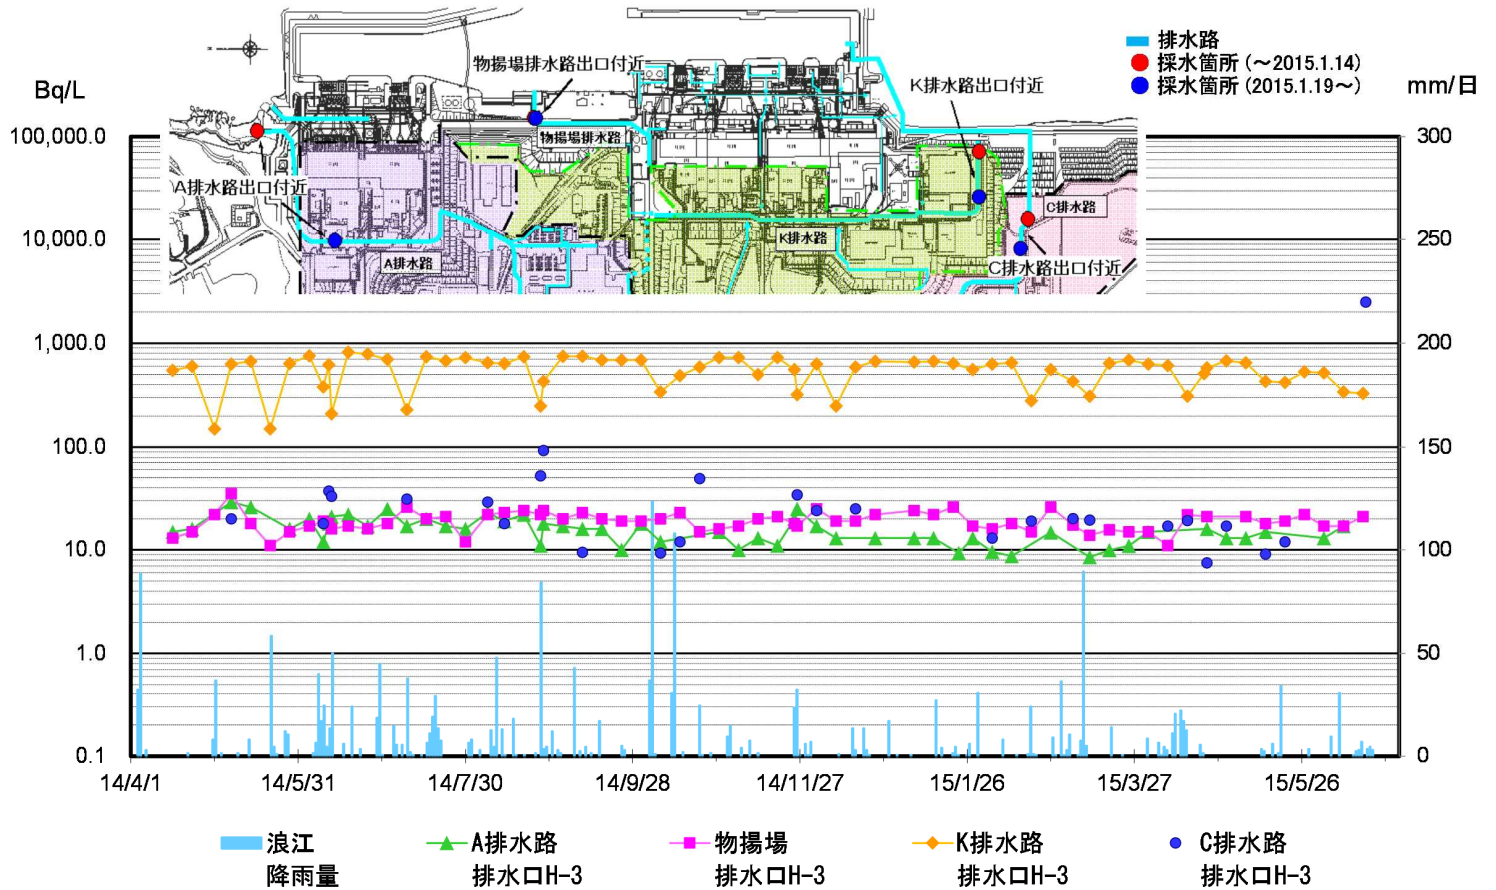 排水路
採水箇所 (～2015.1.14)
採水箇所 (2015.1.19～)
物揚場排水路出口付近
K排水路出口付近
Bq/L
mm/日
物揚場排水路
A排水路出口付近
C排水路
K排水路
A排水路
C排水路出口付近
100,000.0
10,000.0
1,000.0
100.0
10.0
1.0
0.1
300
250
200
150
100
50
0
14/4/1
14/5/31
14/7/30
14/9/28
14/11/27
15/1/26
15/3/27
15/5/26
浪江
降雨量
A排水路
排水口H-3
物揚場
排水口H-3
K排水路
排水口H-3
C排水路
排水口H-3